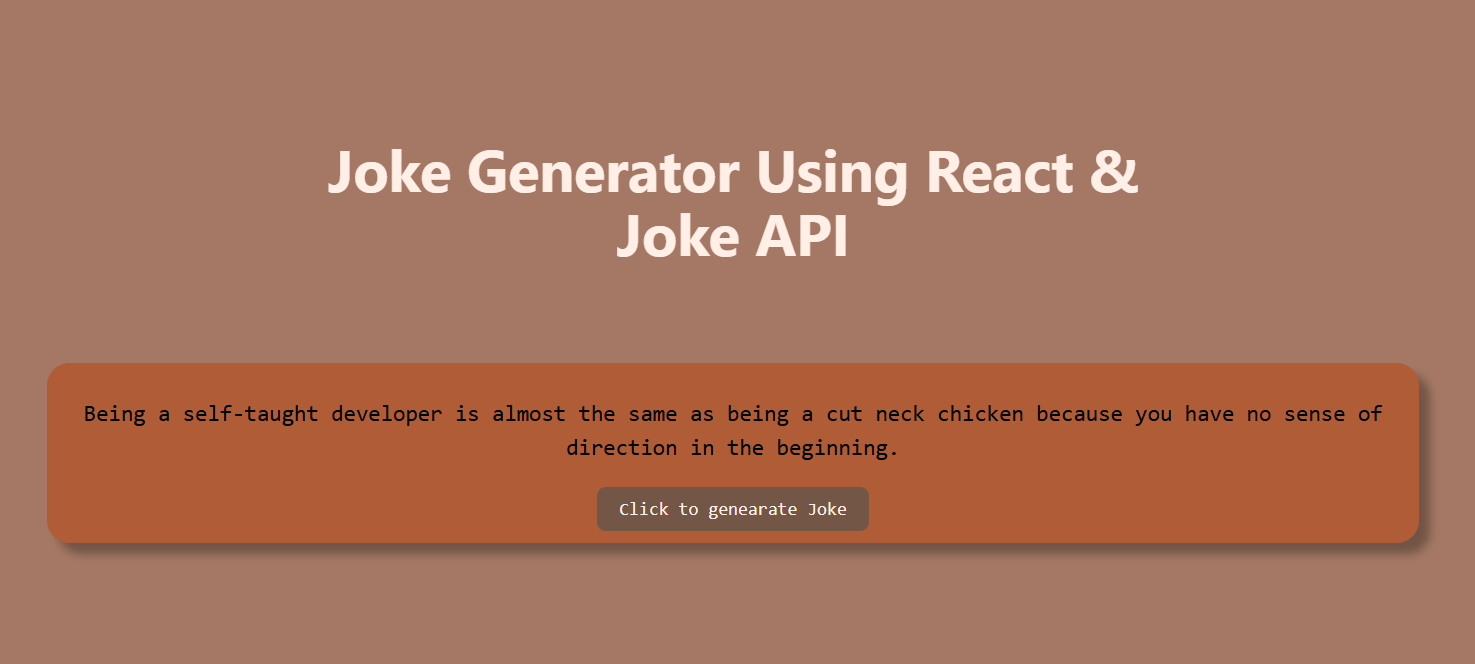 Joke Generator Using React &
Joke API
Being a self-taught developer is almost the same as being a cut neck chicken because you have no sense of
direction in the beginning.
Click to genearate Joke